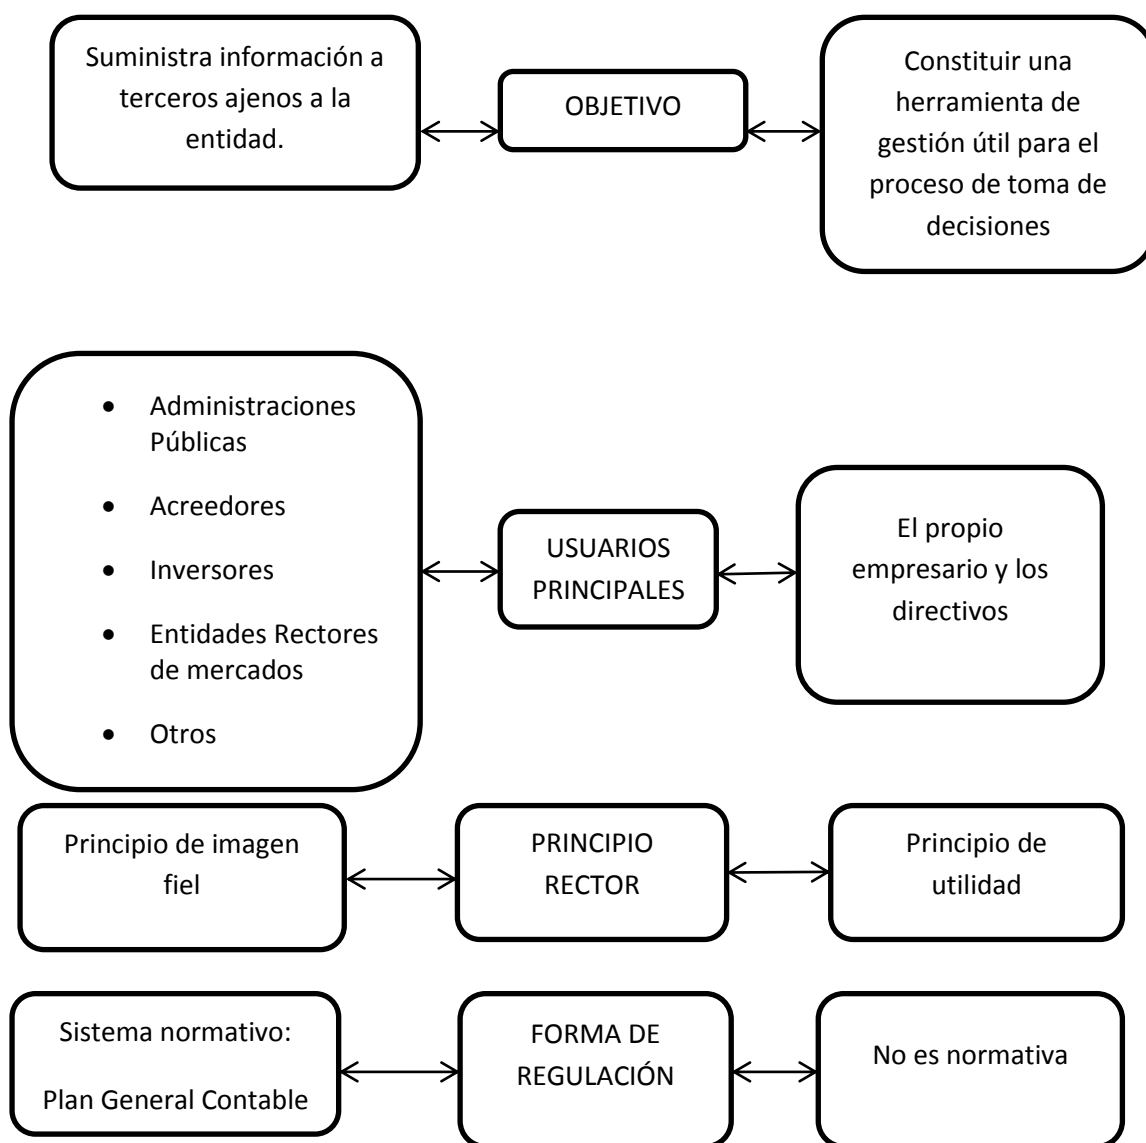 Suministra información a
terceros ajenos a la
entidad.
OBJETIVO
Constituir una
herramienta de
gestión útil para el
proceso de toma de
decisiones
• Administraciones
Públicas
• Acreedores
• Inversores
• Entidades Rectores
de mercados
• Otros
USUARIOS
PRINCIPALES
El propio
empresario y los
directivos
Principio de imagen
fiel
PRINCIPIO
RECTOR
Principio de
utilidad
Sistema normativo:
Plan General Contable
FORMA DE
REGULACIÓN
No es normativa